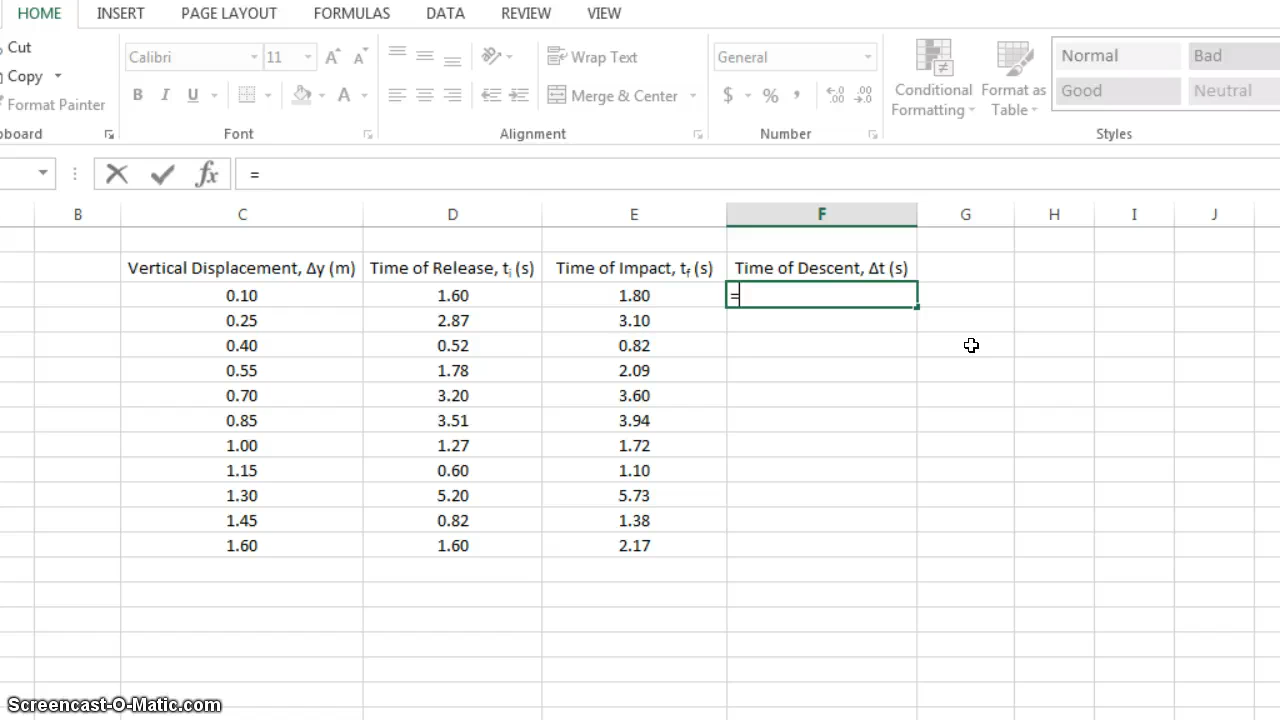 HOME INSERT PAGE LAYOUT FORMULAS DATA REVIEW VIEW
Cut
Copy
Format Painter
board
Calibri 11
B I U A
Font
Wrap Text
Merge & Center
Alignment
General
$ % , .00 .0
Number
Conditional Formatting
Format as Table
Normal Bad
Good Neutral
Styles
fx =
B C D E F G H I J
Vertical Displacement, Δy (m) Time of Release, ti (s) Time of Impact, tf (s) Time of Descent, Δt (s)
0.10 1.60 1.80 =
0.25 2.87 3.10
0.40 0.52 0.82
0.55 1.78 2.09
0.70 3.20 3.60
0.85 3.51 3.94
1.00 1.27 1.72
1.15 0.60 1.10
1.30 5.20 5.73
1.45 0.82 1.38
1.60 1.60 2.17
Screencast-O-Matic.com